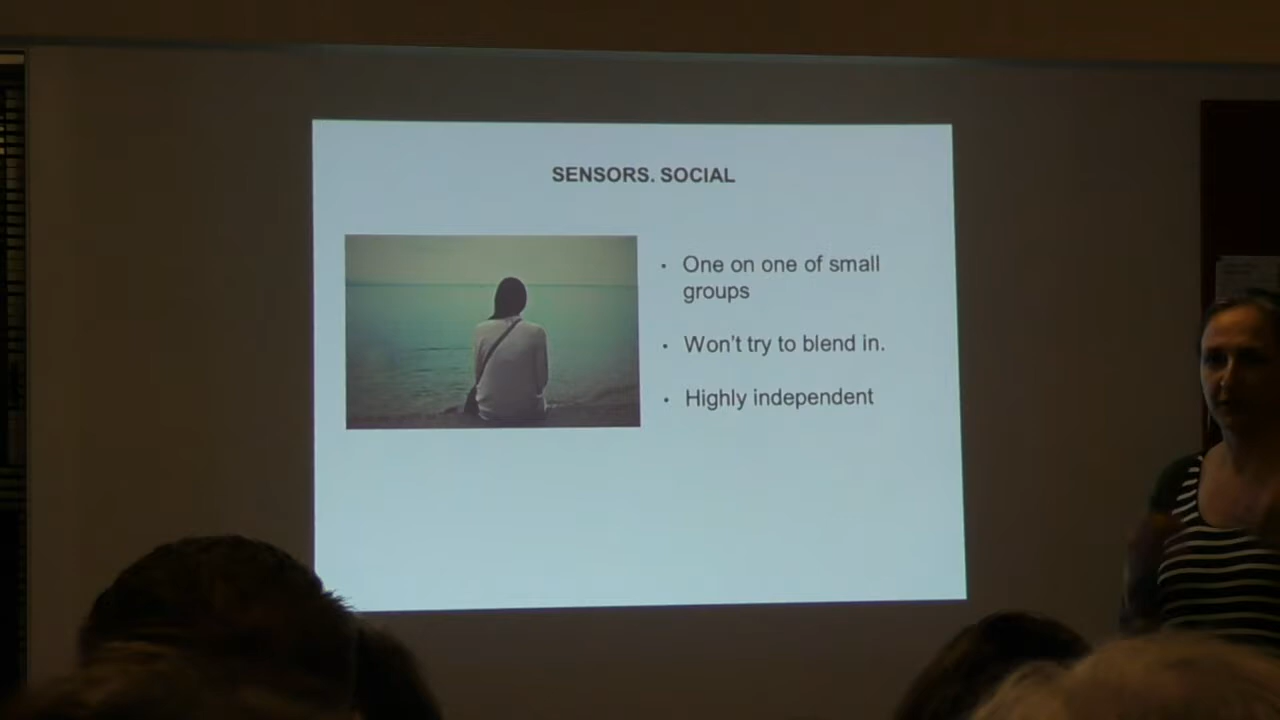 SENSORS. SOCIAL
• One on one of small
groups
• Won't try to blend in.
• Highly independent